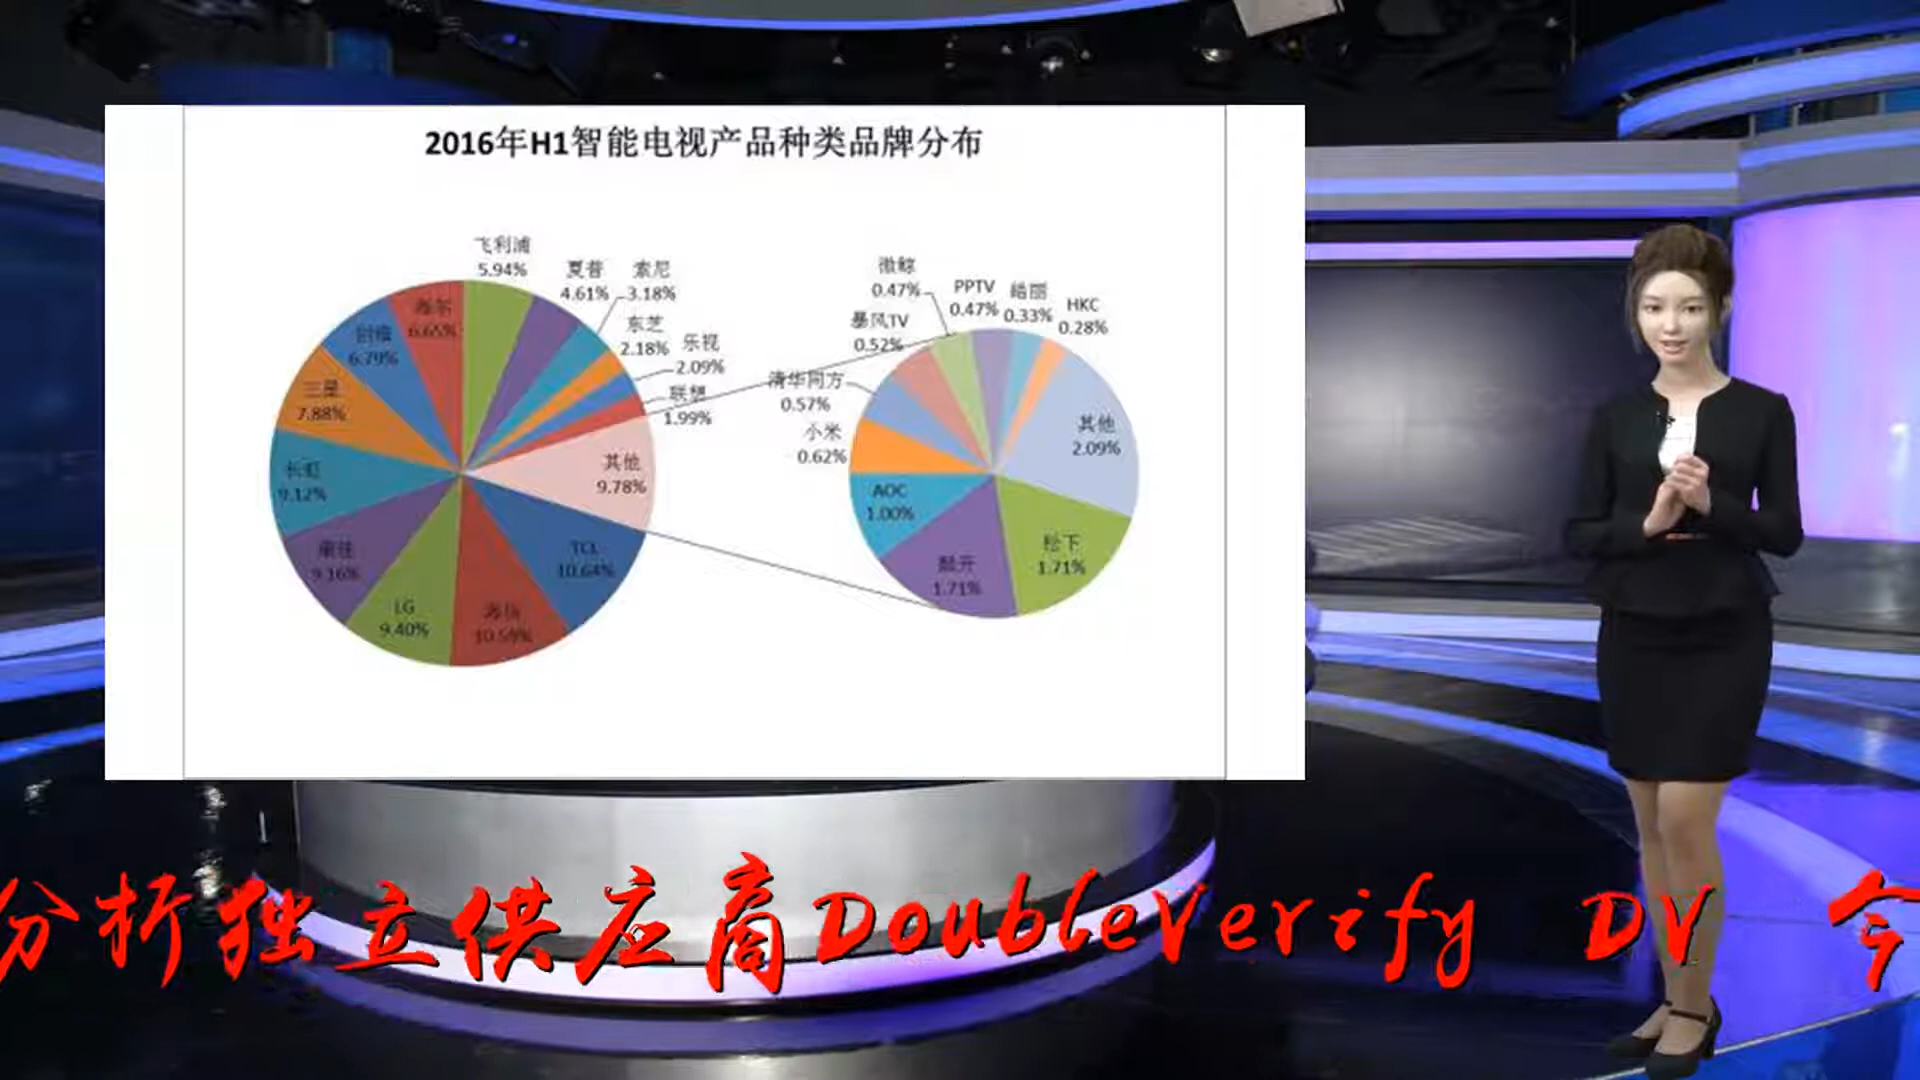 2016年H1智能电视产品种类品牌分布
飞利浦
5.94%
夏普
4.61%
索尼
3.18%
东芝
2.18%
乐视
2.09%
联想
1.99%
其他
9.78%
TCL
10.64%
海信
10.59%
LG
9.40%
康佳
9.16%
长虹
9.12%
三星
7.88%
创维
6.79%
海尔
6.65%
微鲸
0.47%
PPTV
0.47%
皓丽
0.33%
HKC
0.28%
暴风TV
0.52%
清华同方
0.57%
小米
0.62%
AOC
1.00%
酷开
1.71%
松下
1.71%
其他
2.09%
分析独立供应商DoubleVerify DV 今